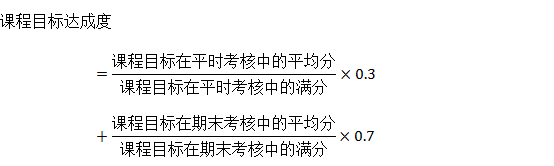 课程目标达成度
= 课程目标在平时考核中的平均分
课程目标在平时考核中的满分 × 0.3
+ 课程目标在期末考核中的平均分
课程目标在期末考核中的满分 × 0.7